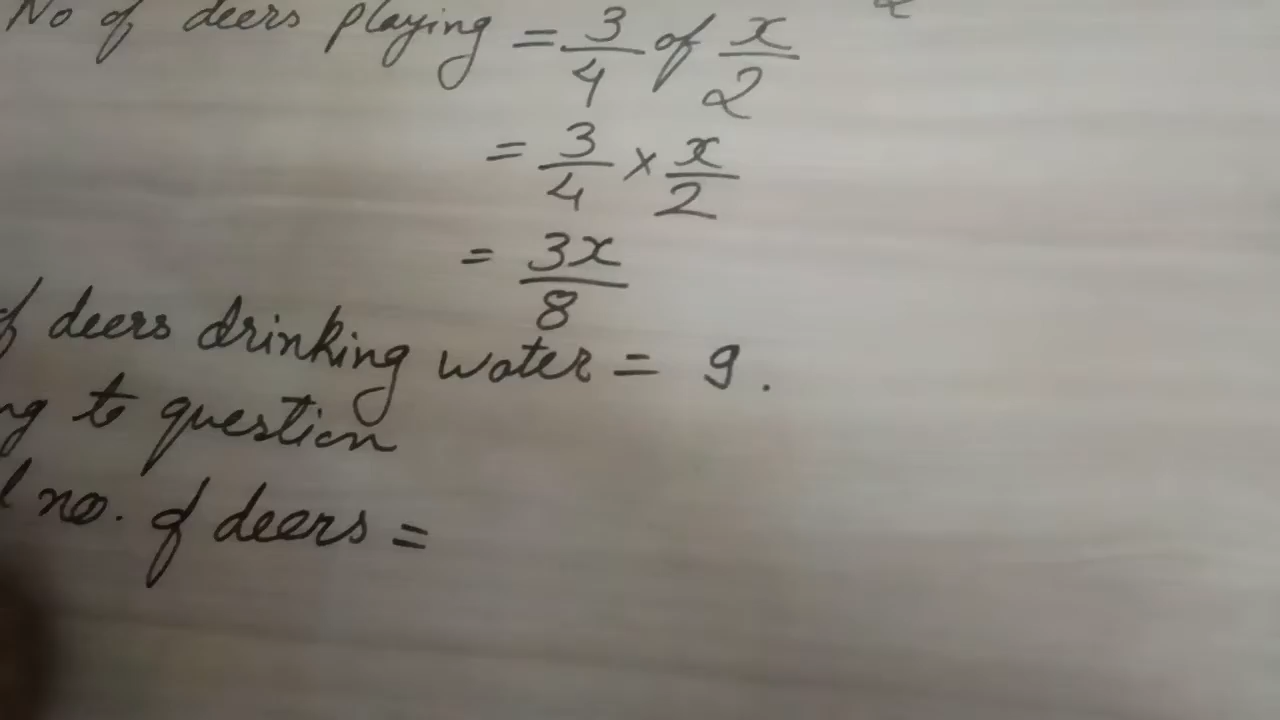 No of deers playing = 3/4 of x/2
= 3/4 × x/2
= 3x/8
of deers drinking water = 9.
to question
no. of deers =